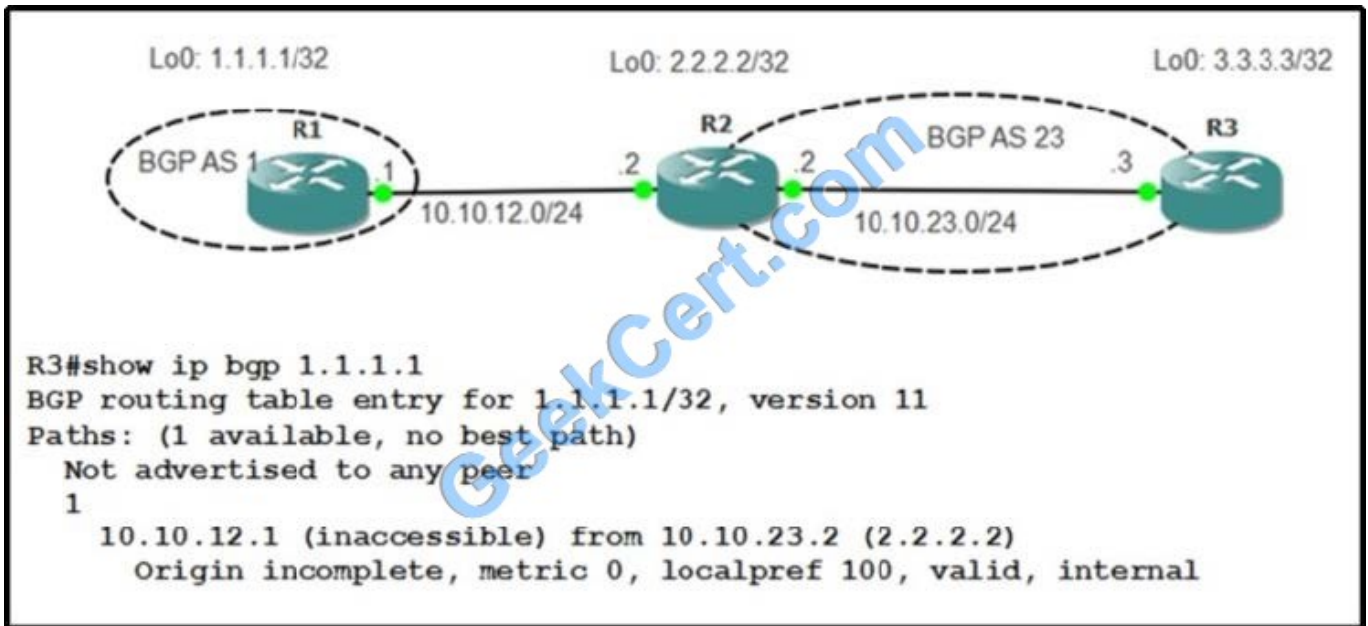 Lo0: 1.1.1.1/32
Lo0: 2.2.2.2/32
Lo0: 3.3.3.3/32
R1
R2
R3
BGP AS 1
BGP AS 23
.1
.2
.2
.3
10.10.12.0/24
10.10.23.0/24
GeekCert.com
R3#show ip bgp 1.1.1.1
BGP routing table entry for 1.1.1.1/32, version 11
Paths: (1 available, no best path)
Not advertised to any peer
1
10.10.12.1 (inaccessible) from 10.10.23.2 (2.2.2.2)
Origin incomplete, metric 0, localpref 100, valid, internal